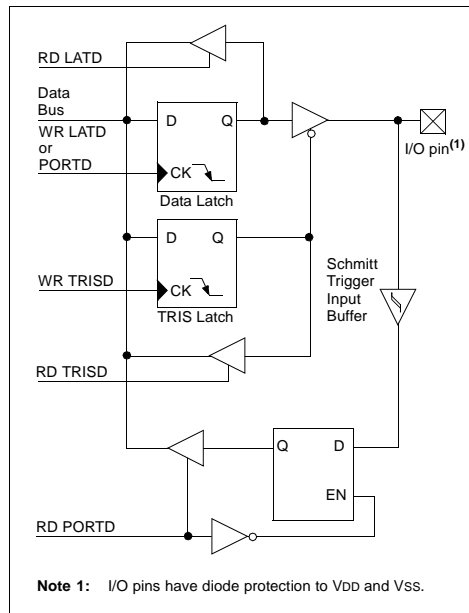 RD LATD
Data
Bus
WR LATD
or
PORTD
D Q
CK
Data Latch
I/O pin(1)
D Q
WR TRISD
CK
TRIS Latch
Schmitt
Trigger
Input
Buffer
RD TRISD
Q D
EN
RD PORTD
Note 1: I/O pins have diode protection to VDD and VSS.